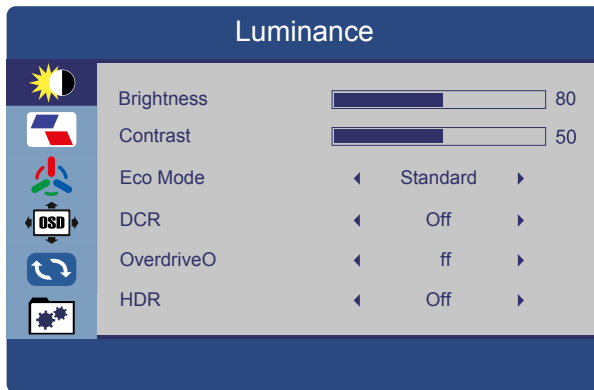 Luminance
Brightness 80
Contrast 50
Eco Mode Standard
DCR Off
OSD
OverdriveO ff
HDR Off